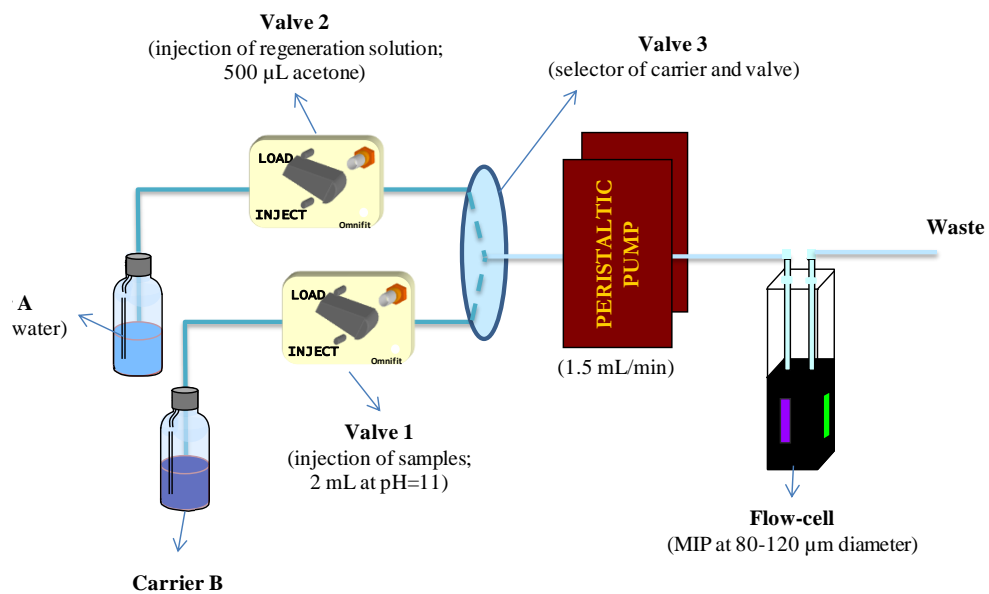 Valve 2
(injection of regeneration solution;
500 µL acetone)
Valve 3
(selector of carrier and valve)
LOAD
INJECT
Omnifit
PERISTALTIC
PUMP
Waste
A
water)
LOAD
INJECT
Omnifit
(1.5 mL/min)
Valve 1
(injection of samples;
2 mL at pH=11)
Flow-cell
(MIP at 80-120 µm diameter)
Carrier B